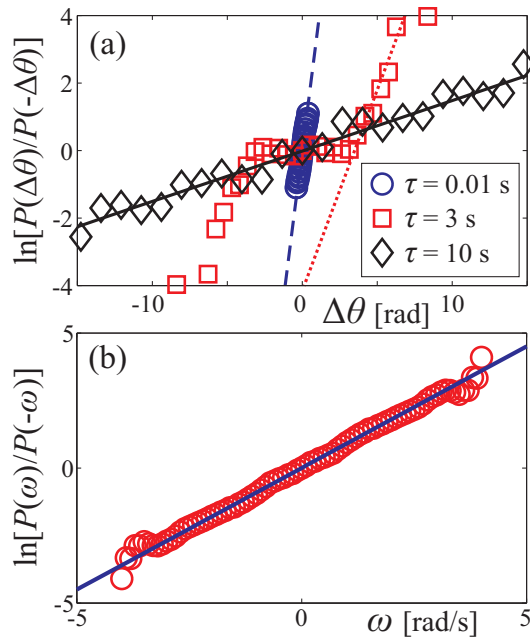 (a)
ln[P(Δθ)/P(-Δθ)]
4
2
0
-2
-4
τ = 0.01 s
τ = 3 s
τ = 10 s
-10
0
10
Δθ [rad]
(b)
ln[P(ω)/P(-ω)]
5
0
-5
-5
0
5
ω [rad/s]